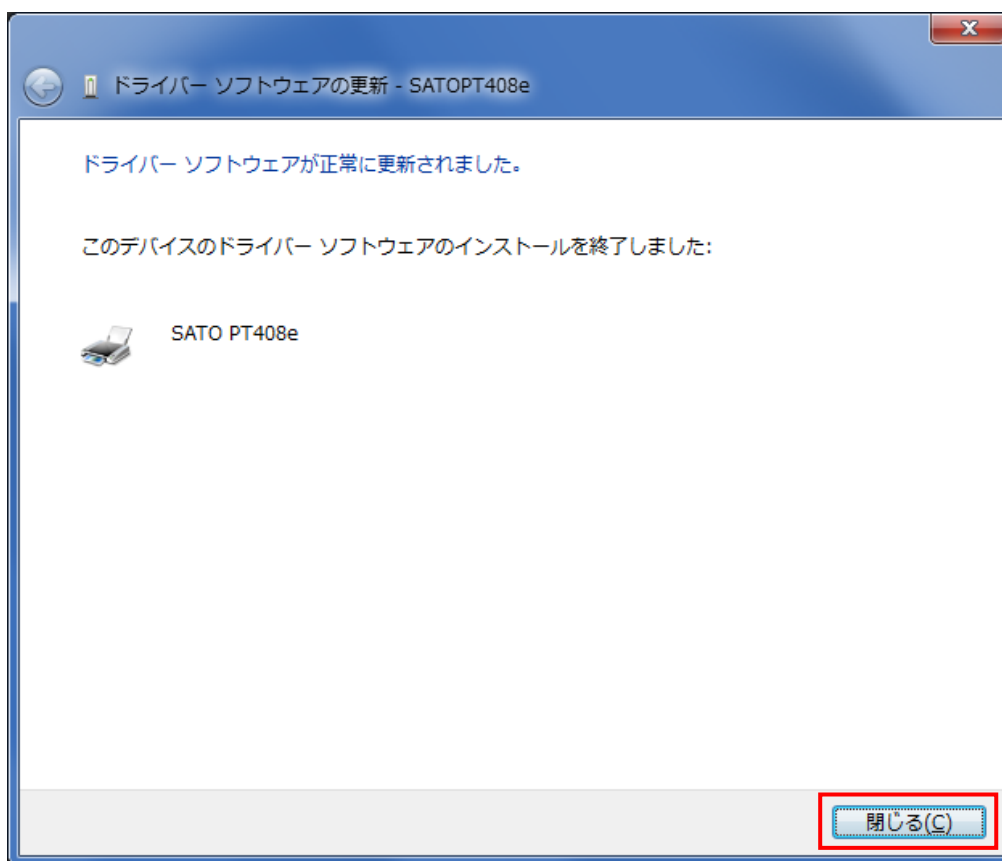 ドライバー ソフトウェアの更新 - SATOPT408e
ドライバー ソフトウェアが正常に更新されました。
このデバイスのドライバー ソフトウェアのインストールを終了しました:
SATO PT408e
閉じる(C)